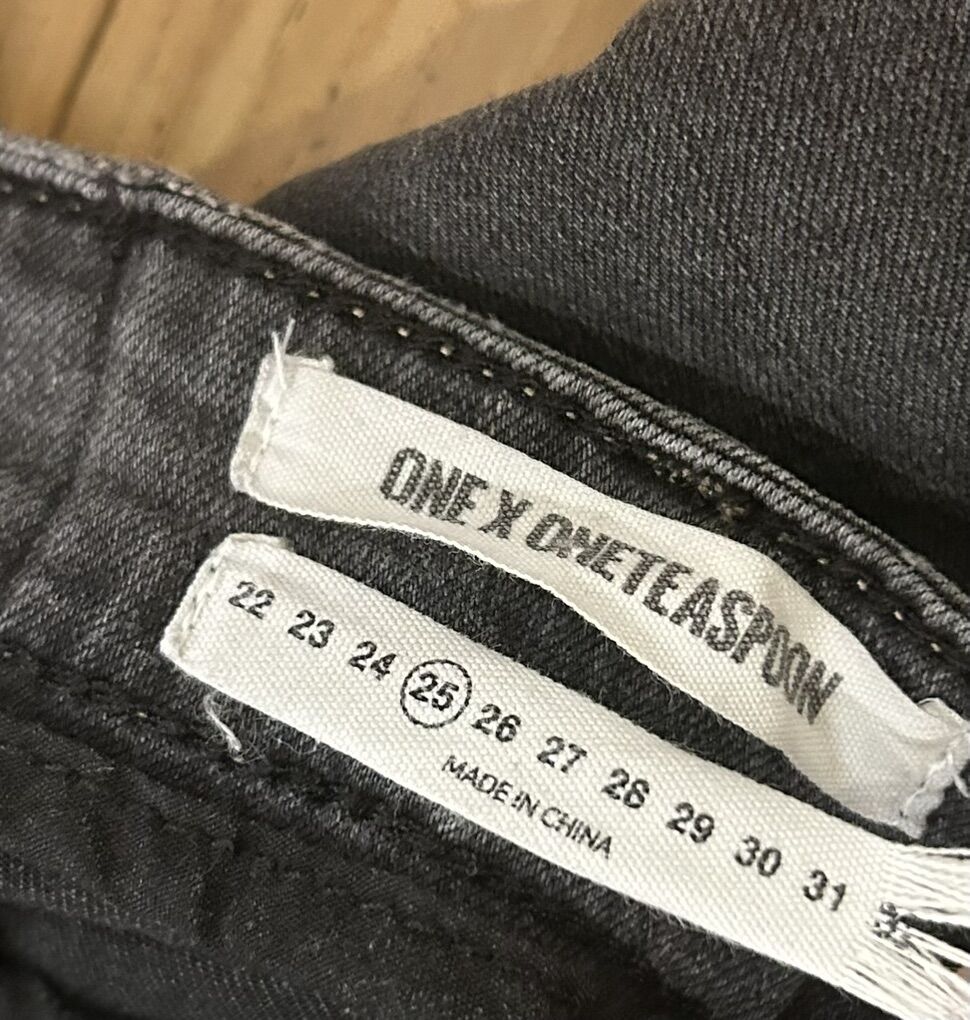 ONE X ONETEASPOON
22 23 24 25 26 27 28 29 30 31
MADE IN CHINA